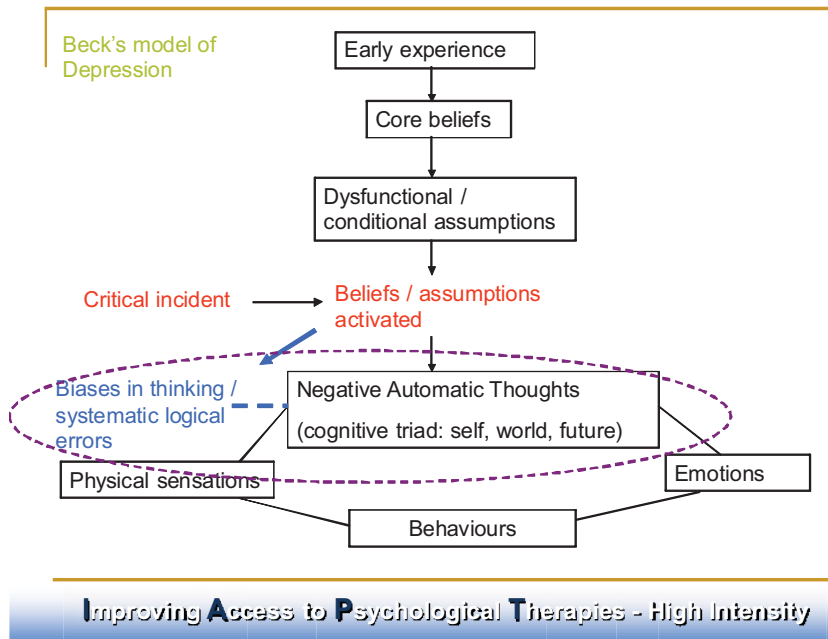 Beck's model of
Depression
Early experience
Core beliefs
Dysfunctional /
conditional assumptions
Critical incident
Beliefs / assumptions
activated
Biases in thinking /
systematic logical
errors
Negative Automatic Thoughts
(cognitive triad: self, world, future)
Physical sensations
Emotions
Behaviours
Improving Access to Psychological Therapies - High Intensity